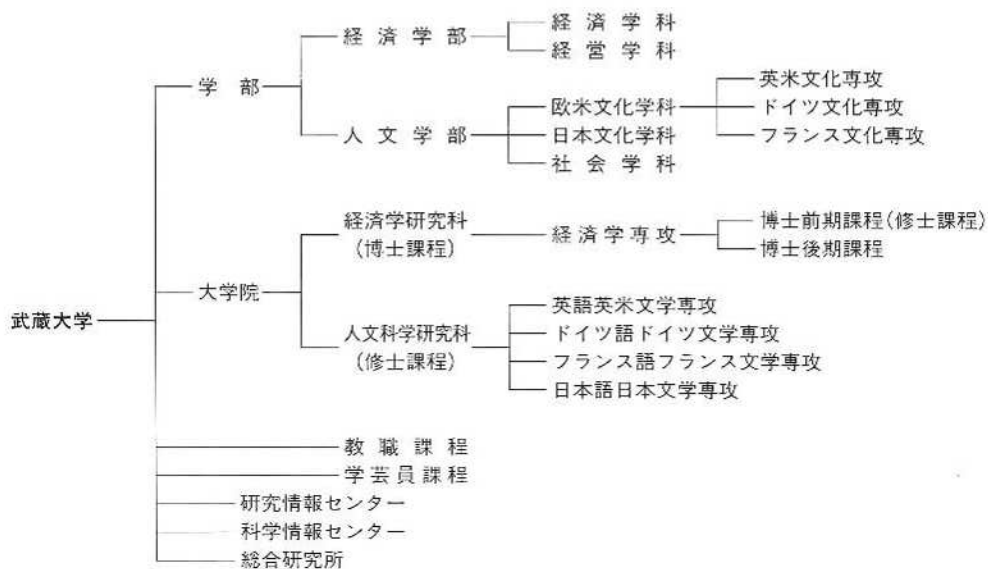 経済学科
経済学部
経営学科
学部
英米文化専攻
欧米文化学科
ドイツ文化専攻
人文学部
日本文化学科
フランス文化専攻
社会学科
経済学研究科
(博士課程)
経済学専攻
博士前期課程(修士課程)
博士後期課程
大学院
武蔵大学
英語英米文学専攻
人文科学研究科
(修士課程)
ドイツ語ドイツ文学専攻
フランス語フランス文学専攻
日本語日本文学専攻
教職課程
学芸員課程
研究情報センター
科学情報センター
総合研究所